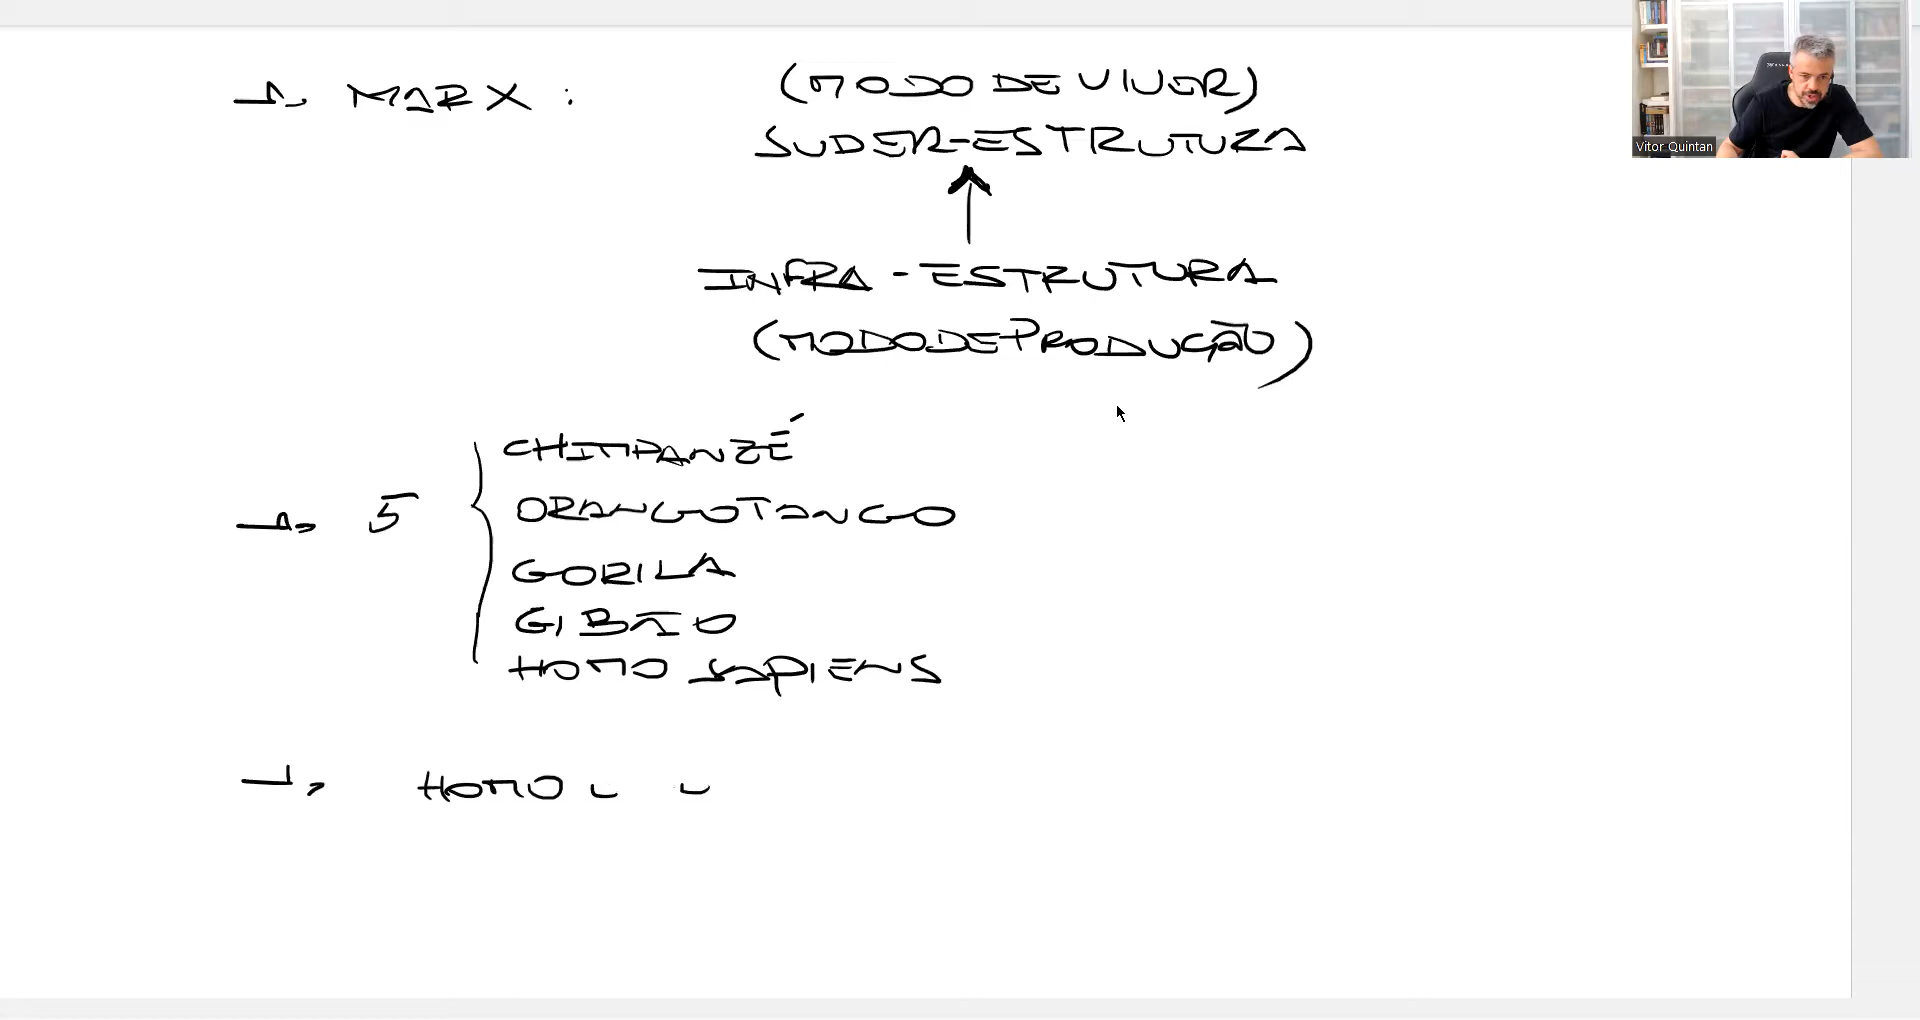 → MARX :
(MODO DE VIVER)
SUPER-ESTRUTURA
↑
INFRA - ESTRUTURA
(MODO DE PRODUÇÃO)
→ 5 { CHIMPANZÉ
ORANGOTANGO
GORILA
GIBÃO
HOMO SAPIENS
→ HOMO
Vitor Quintan